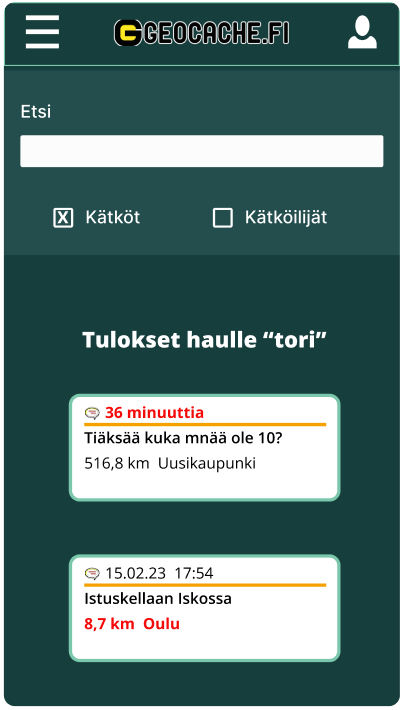 GGEOCACHE.FI
Etsi
X Kätköt
Kätköilijät
Tulokset haulle “tori”
36 minuuttia
Tiäksää kuka mnää ole 10?
516,8 km Uusikaupunki
15.02.23 17:54
Istuskellaan Iskossa
8,7 km Oulu